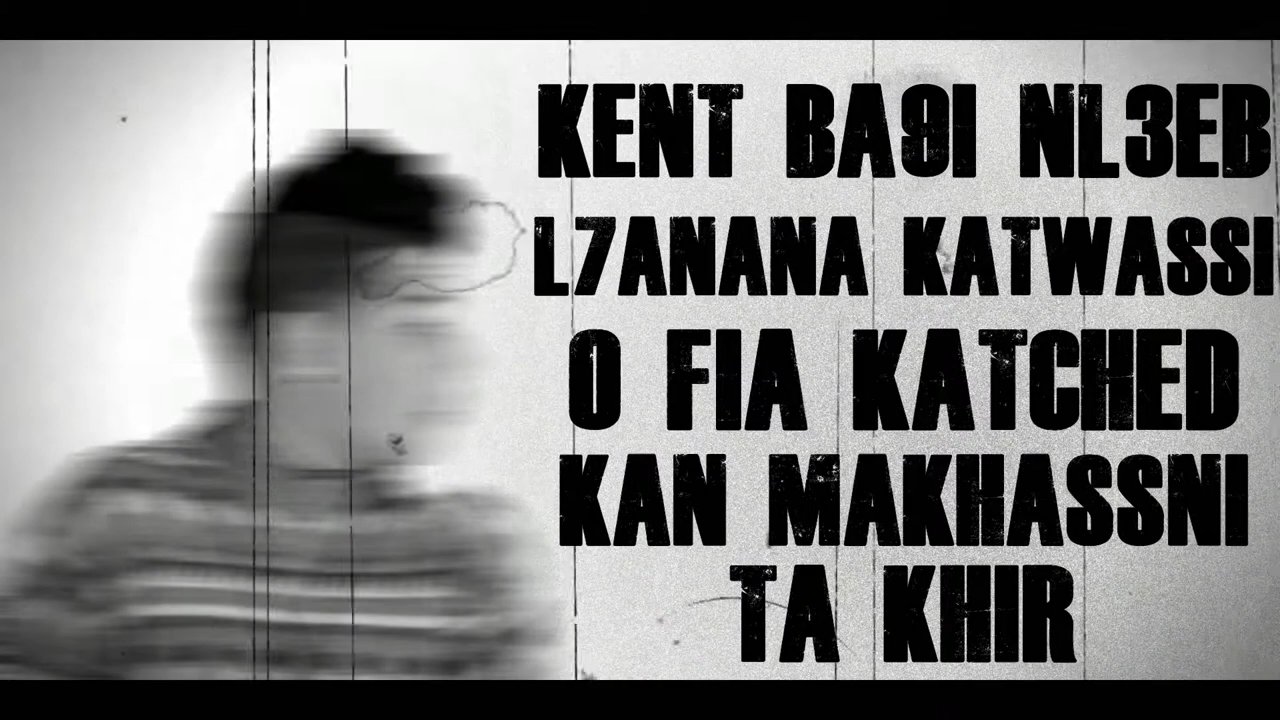 KENT BA9I NL3EB
L7ANANA KATWASSI
O FIA KATCHED
KAN MAKHASSNI
TA KHIR